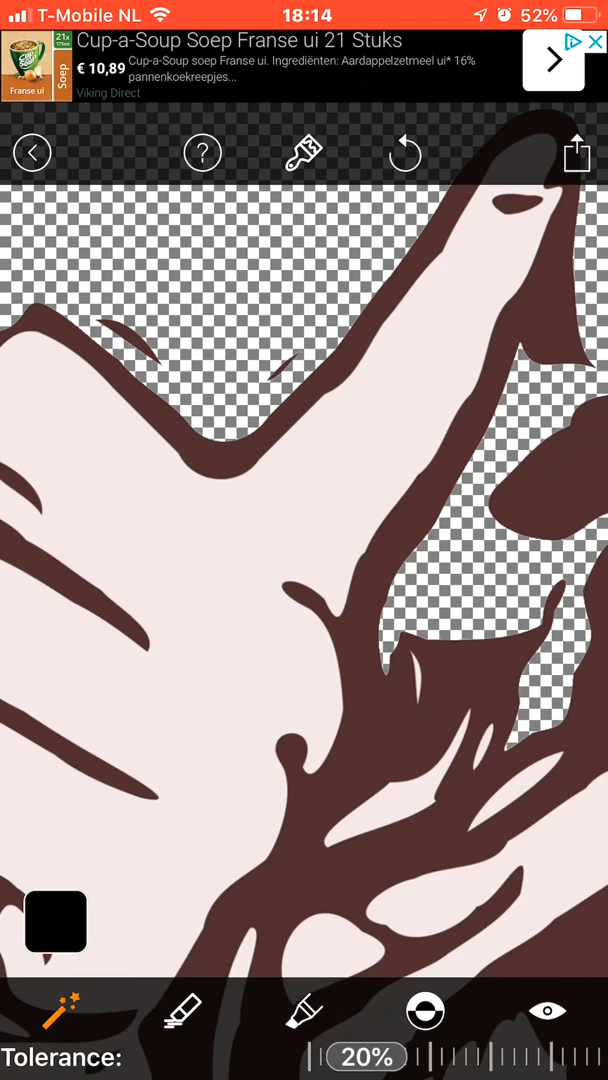 T-Mobile NL 18:14 52%
Cup-a-Soup Soep Franse ui 21 Stuks
€ 10,89 Cup-a-Soup soep Franse ui. Ingrediënten: Aardappelzetmeel ui* 16%
pannenkoekreepjes...
Viking Direct
21x
175ml
Cup a Soup
Soep
Franse ui
?
Tolerance: 20%